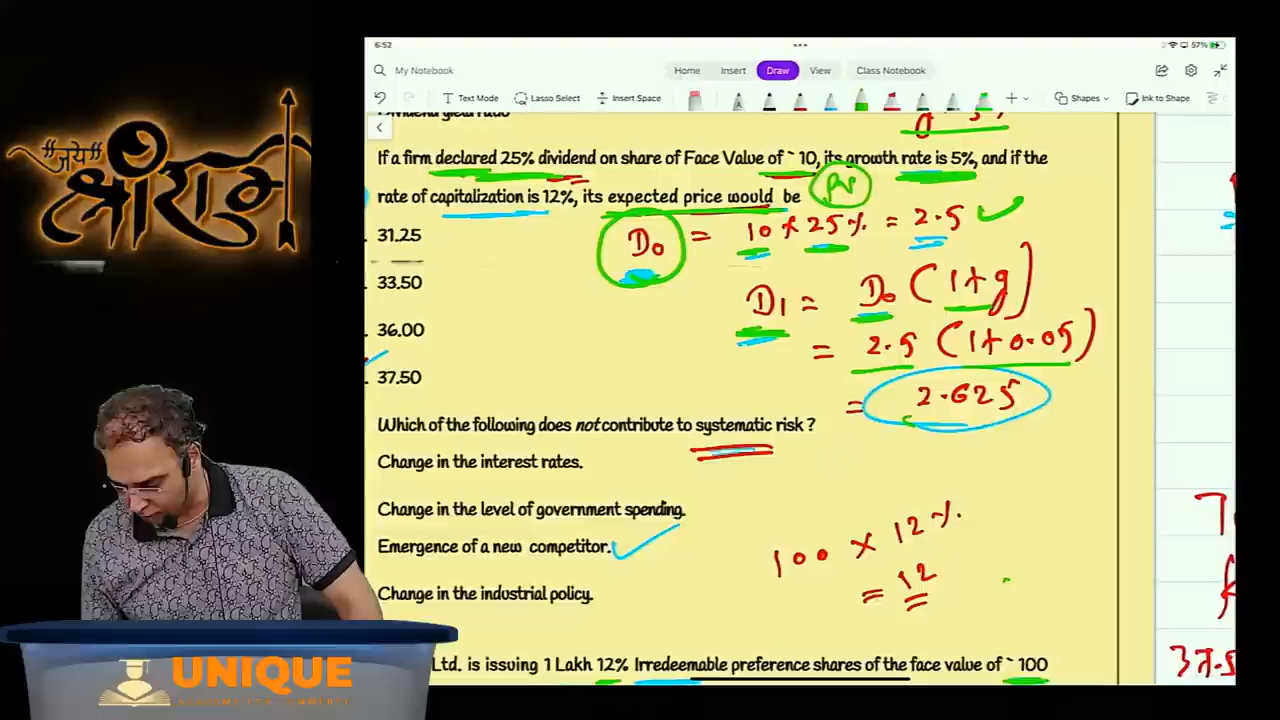 6:52
57%
My Notebook
Home Insert Draw View Class Notebook
Text Mode Lasso Select Insert Space Shapes Ink to Shape
Dividend yield ratio
If a firm declared 25% dividend on share of Face Value of ` 10, its growth rate is 5%, and if the
rate of capitalization is 12%, its expected price would be
31.25
D0 = 10 × 25% = 2.5
33.50
D1 = D0 (1+g)
36.00
= 2.5 (1+0.05)
37.50
= 2.625
Which of the following does not contribute to systematic risk ?
Change in the interest rates.
Change in the level of government spending.
Emergence of a new competitor.
100 × 12%
= 12
Change in the industrial policy.
Ltd. is issuing 1 Lakh 12% Irredeemable preference shares of the face value of ` 100
37.5
"जय"
श्रीराम
UNIQUE